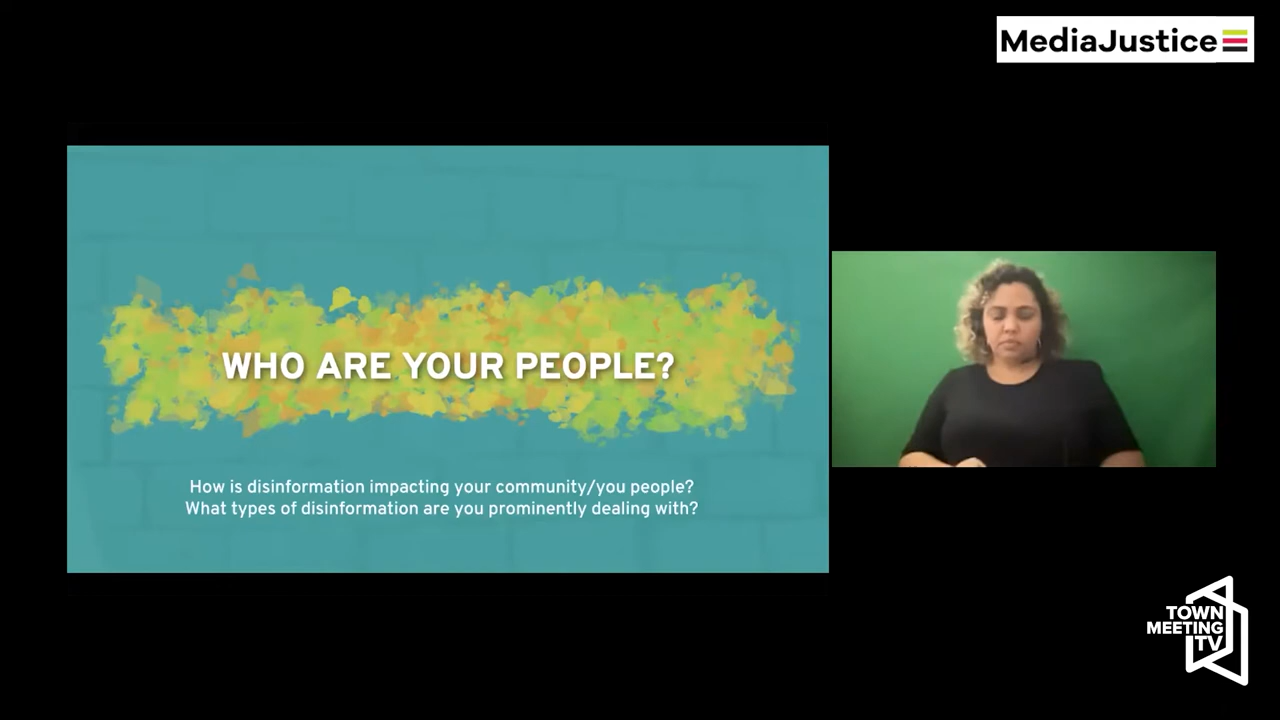 MediaJustice
WHO ARE YOUR PEOPLE?
How is disinformation impacting your community/you people?
What types of disinformation are you prominently dealing with?
TOWN
MEETING
TV